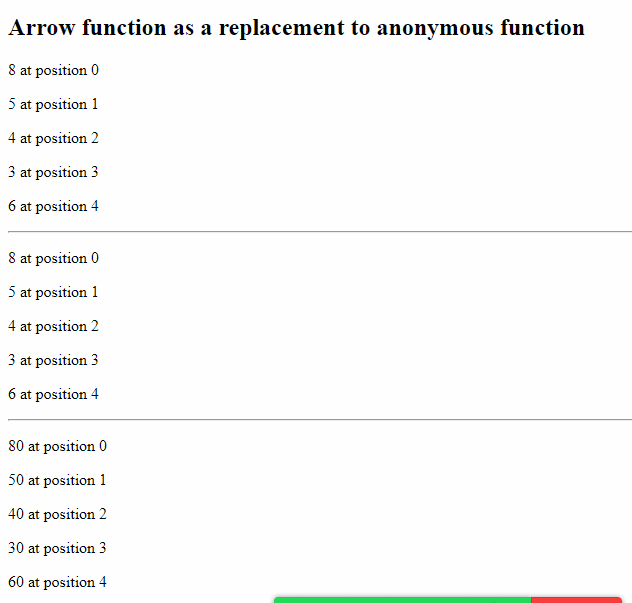 Arrow function as a replacement to anonymous function
8 at position 0
5 at position 1
4 at position 2
3 at position 3
6 at position 4
8 at position 0
5 at position 1
4 at position 2
3 at position 3
6 at position 4
80 at position 0
50 at position 1
40 at position 2
30 at position 3
60 at position 4